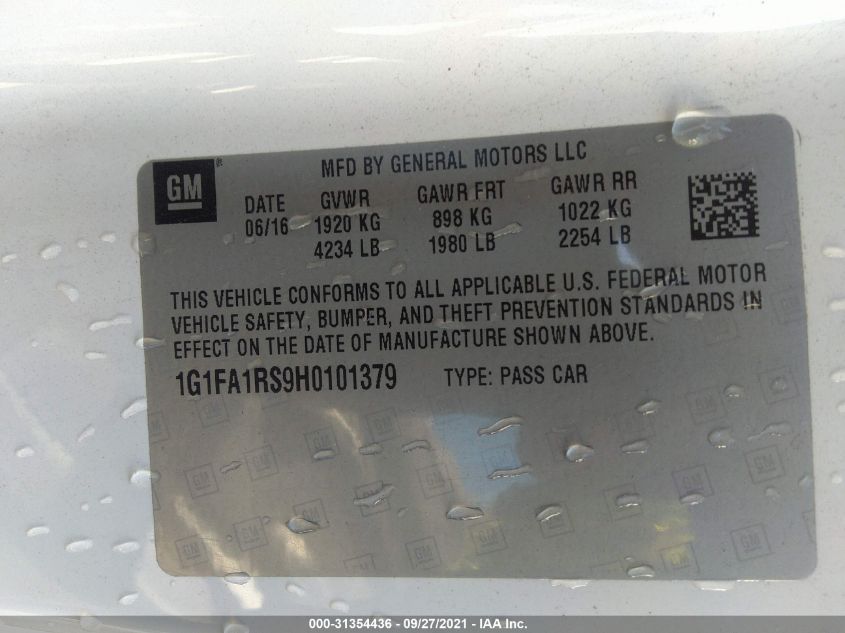 MFD BY GENERAL MOTORS LLC
GM®
DATE GVWR GAWR FRT GAWR RR
06/16 1920 KG 898 KG 1022 KG
4234 LB 1980 LB 2254 LB
THIS VEHICLE CONFORMS TO ALL APPLICABLE U.S. FEDERAL MOTOR
VEHICLE SAFETY, BUMPER, AND THEFT PREVENTION STANDARDS IN
EFFECT ON THE DATE OF MANUFACTURE SHOWN ABOVE.
1G1FA1RS9H0101379 TYPE: PASS CAR
000-31354436 - 09/27/2021 - IAA Inc.